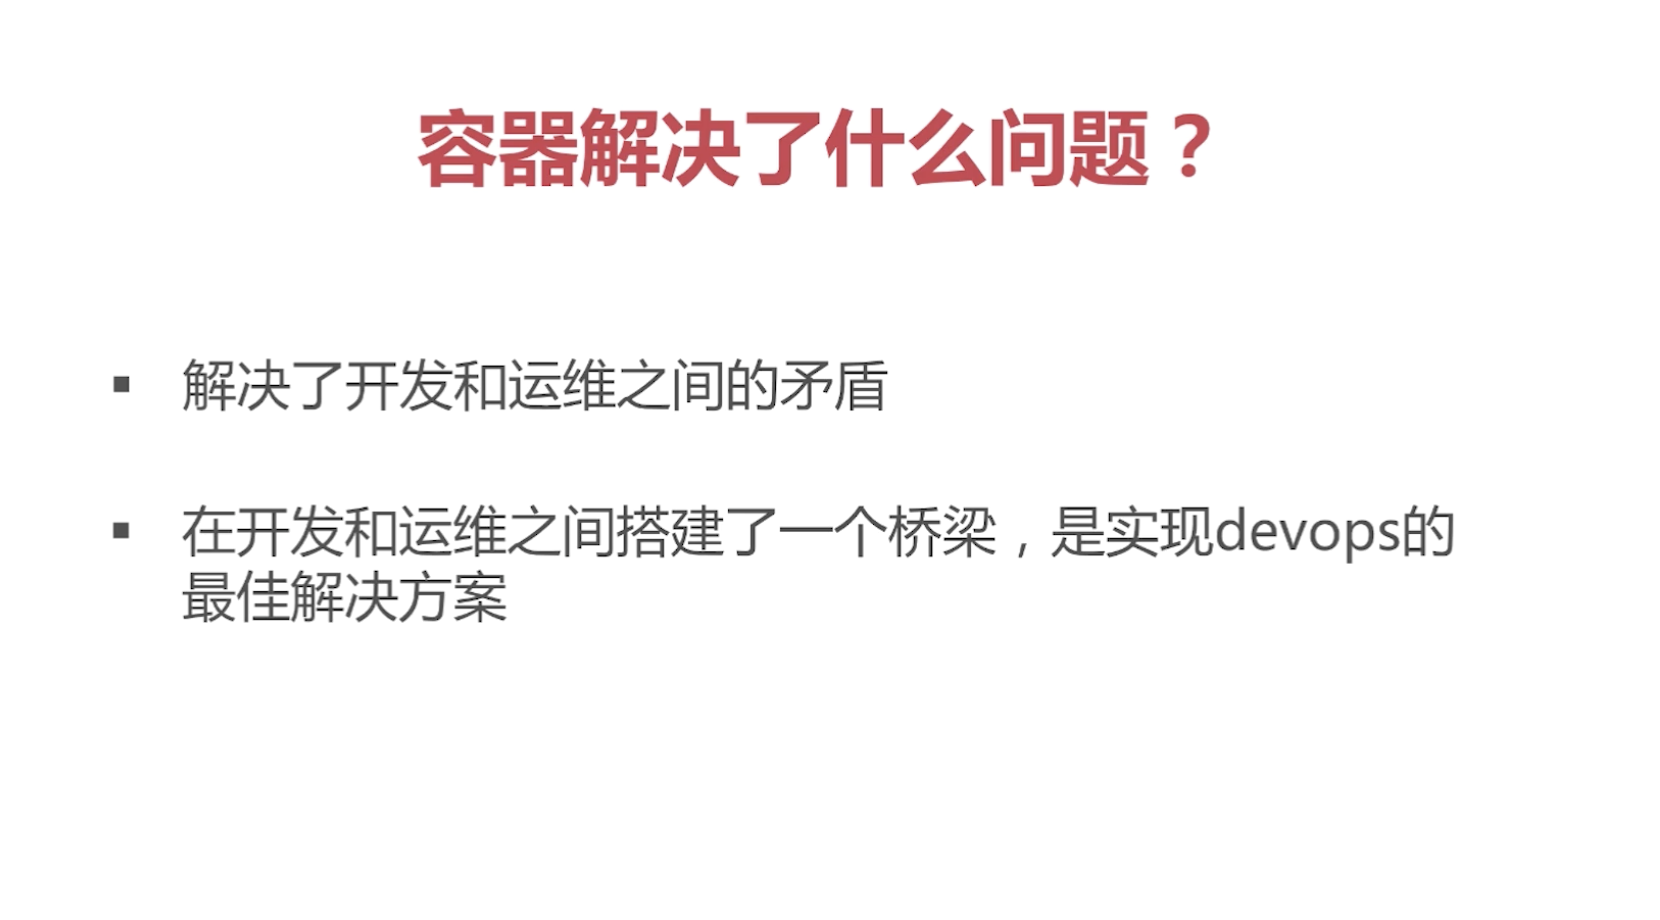 容器解决了什么问题？
▪ 解决了开发和运维之间的矛盾
▪ 在开发和运维之间搭建了一个桥梁，是实现devops的
最佳解决方案